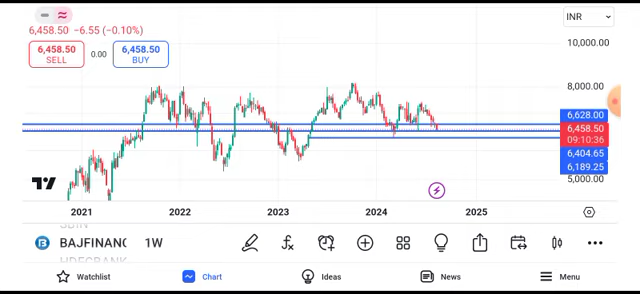 INR
6,458.50 −6.55 (−0.10%)
10,000.00
6,458.50
SELL
0.00
6,458.50
BUY
8,000.00
6,628.00
6,458.50
09:10:36
6,404.65
6,189.25
5,000.00
2021 2022 2023 2024 2025
SBIN
BAJFINANC 1W
HDFCBANK
Watchlist Chart Ideas News Menu